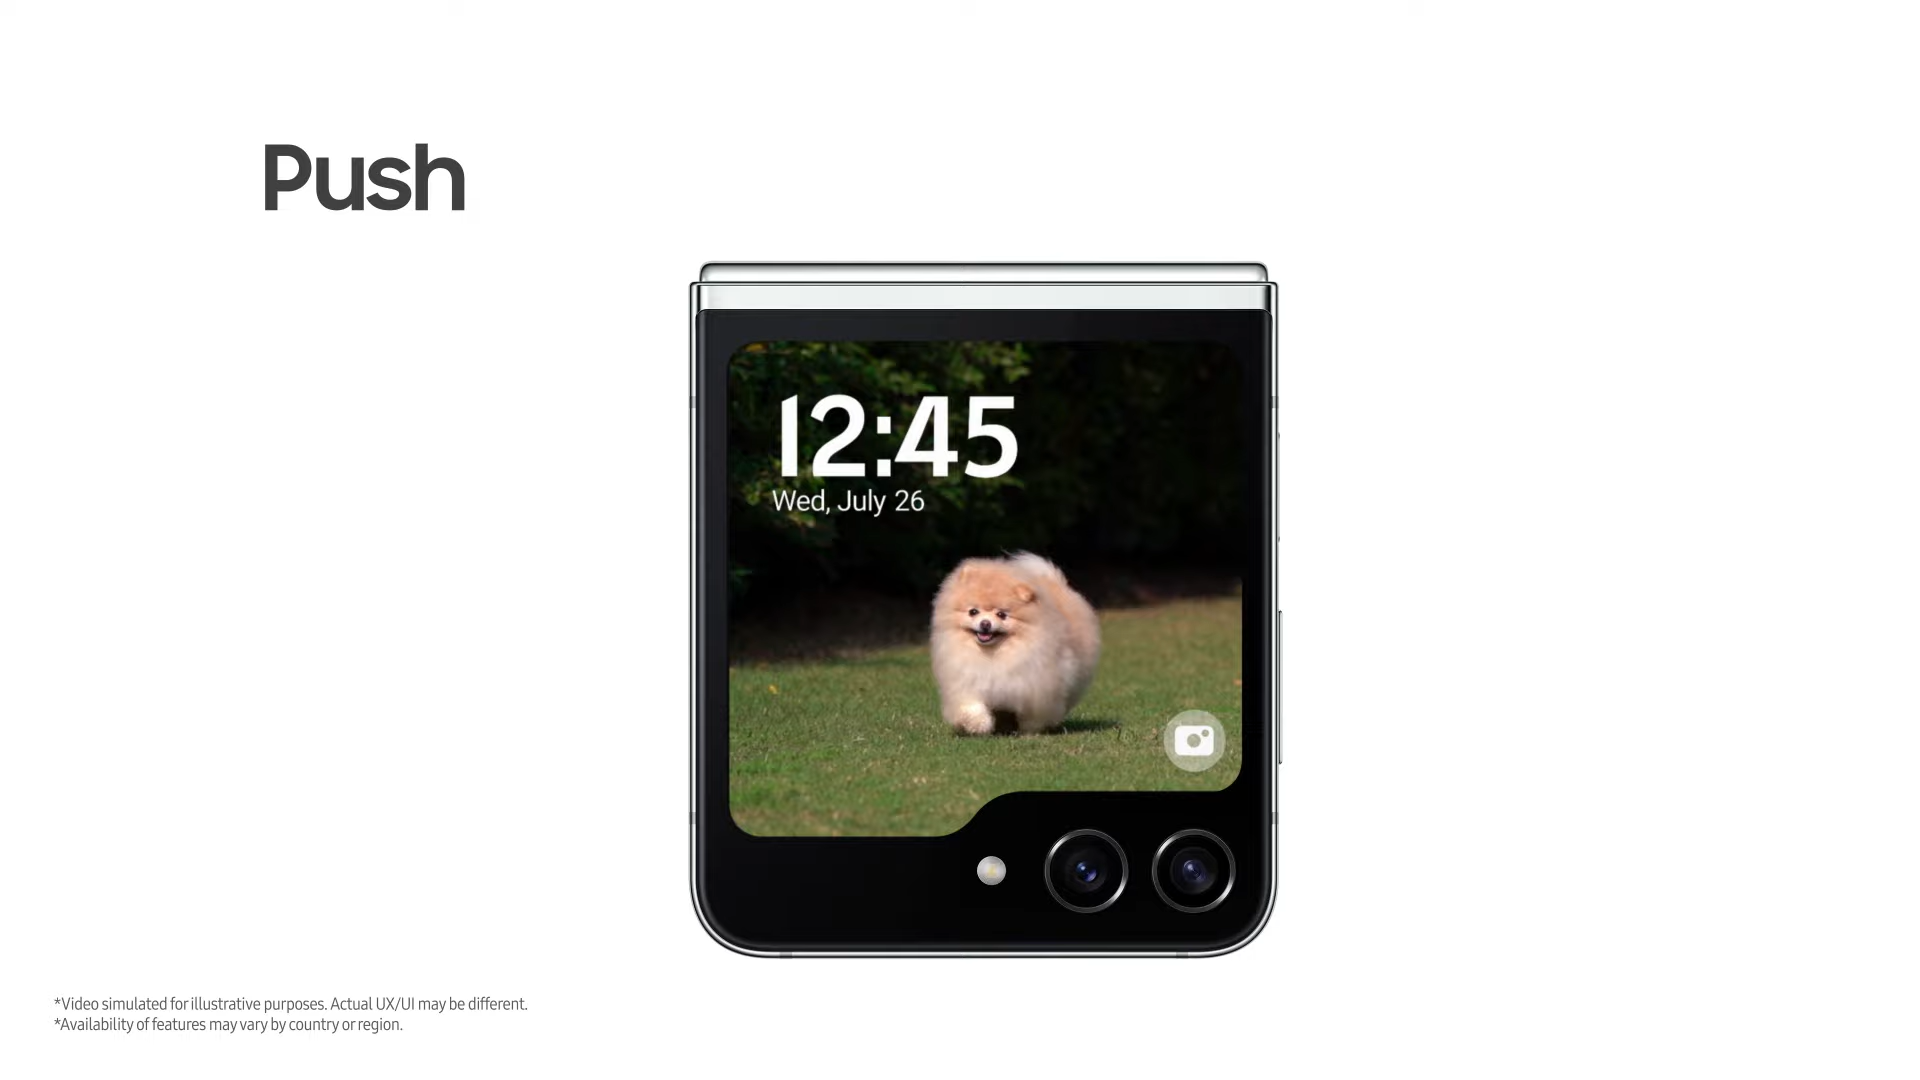 Push
12:45
Wed, July 26
*Video simulated for illustrative purposes. Actual UX/UI may be different.
*Availability of features may vary by country or region.